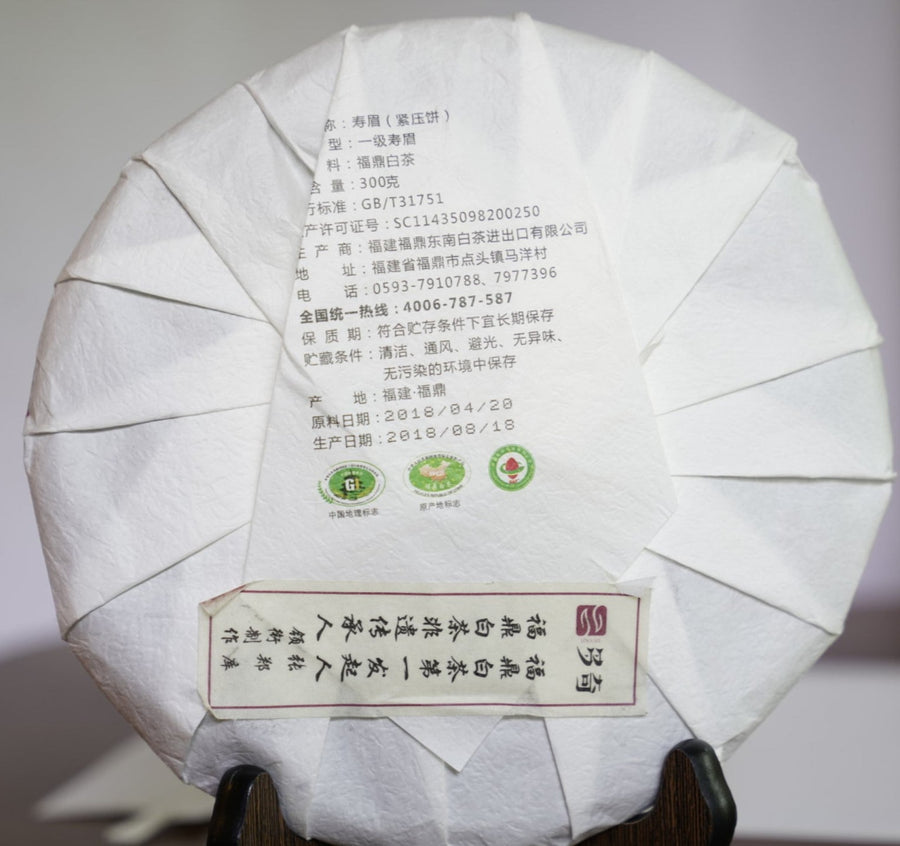 称：寿眉（紧压饼）
型：一级寿眉
料：福鼎白茶
含 量：300克
行标准：GB/T31751
产许可证号：SC11435098200250
生 产 商：福建福鼎东南白茶进出口有限公司
地 址：福建省福鼎市点头镇马洋村
电 话：0593-7910788、7977396
全国统一热线：4006-787-587
保 质 期：符合贮存条件下宜长期保存
贮藏条件：清洁、通风、避光、无异味、
无污染的环境中保存
产 地：福建·福鼎
原料日期：2018/04/20
生产日期：2018/08/18
GI
中国地理标志
原产地标志
福鼎白茶非遗传承人 领衔制作
福鼎白茶第一发起人